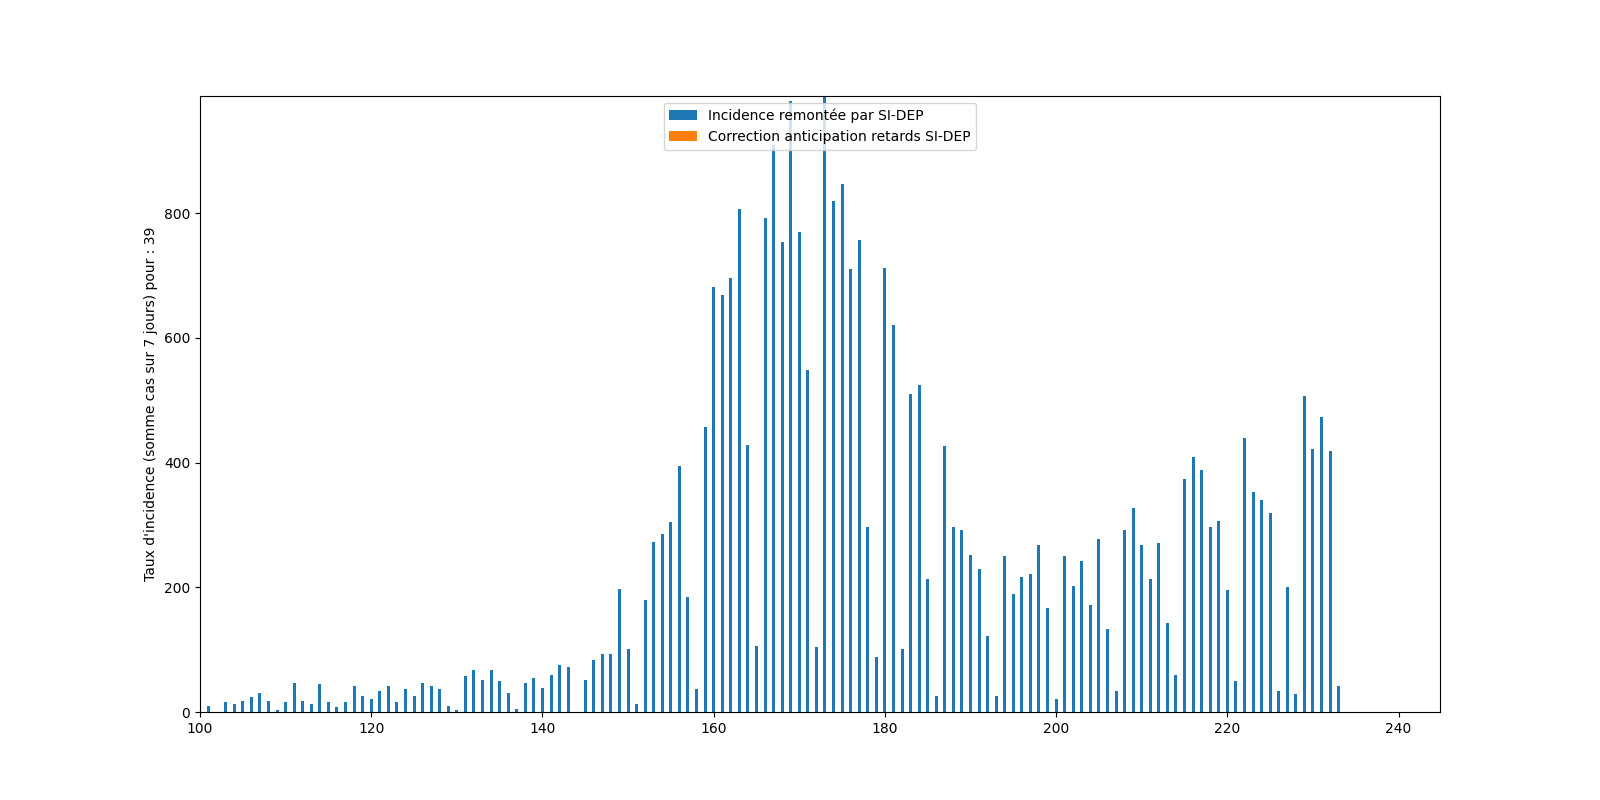 Incidence remontée par SI-DEP
Correction anticipation retards SI-DEP
Taux d'incidence (somme cas sur 7 jours) pour : 39
800
600
400
200
0
100 120 140 160 180 200 220 240